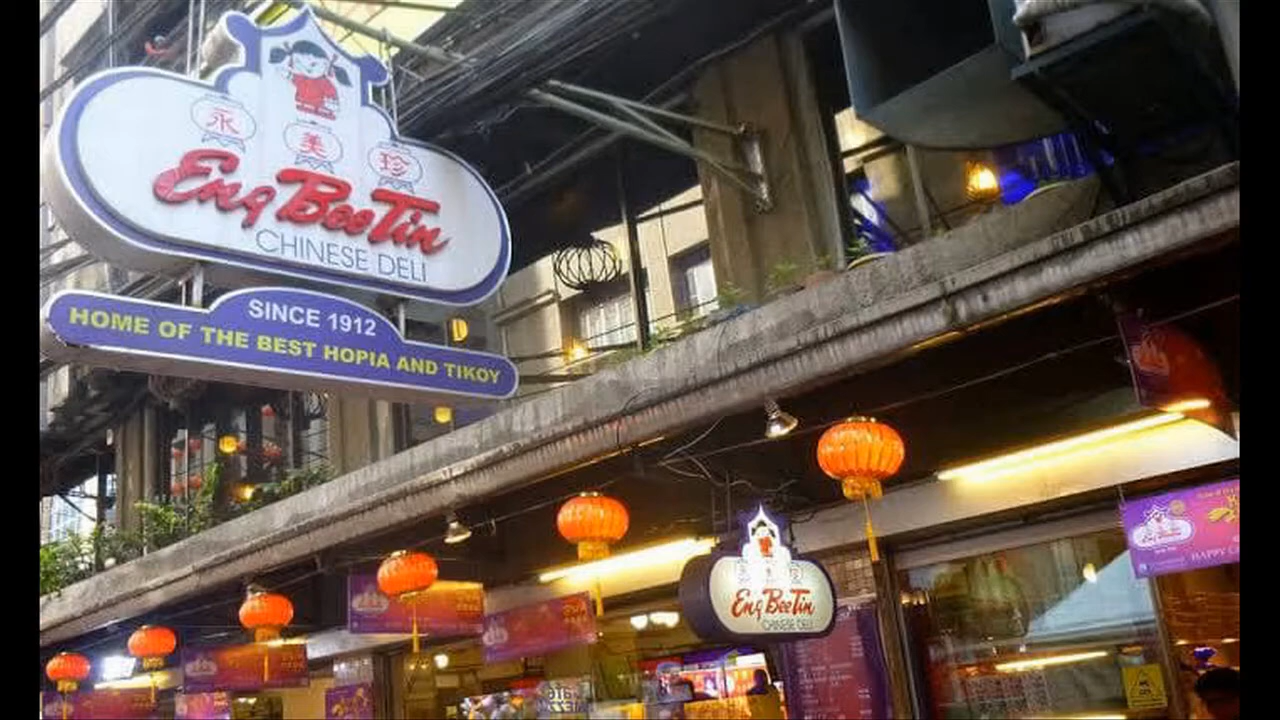 永 美 珍
Eng Bee Tin
CHINESE DELI
SINCE 1912
HOME OF THE BEST HOPIA AND TIKOY
Eng Bee Tin
CHINESE DELI
HAPPY